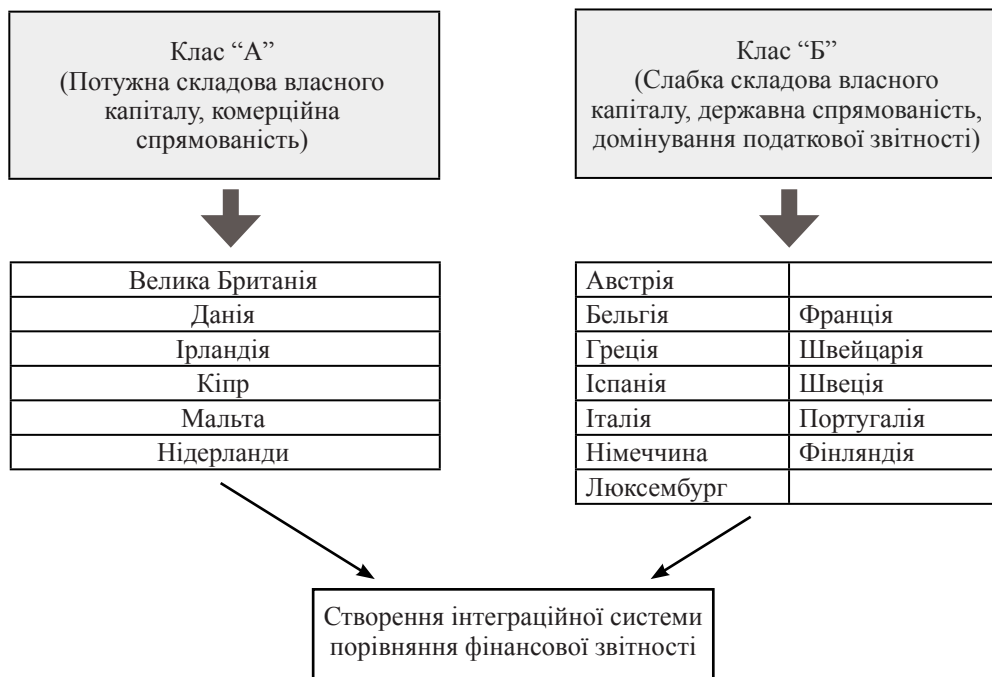 Клас “А”
(Потужна складова власного
капіталу, комерційна
спрямованість)
Клас “Б”
(Слабка складова власного
капіталу, державна спрямованість,
домінування податкової звітності)
Велика Британія
Данія
Ірландія
Кіпр
Мальта
Нідерланди
Австрія
Бельгія
Франція
Греція
Швейцарія
Іспанія
Швеція
Італія
Португалія
Німеччина
Фінляндія
Люксембург
Створення інтеграційної системи
порівняння фінансової звітності